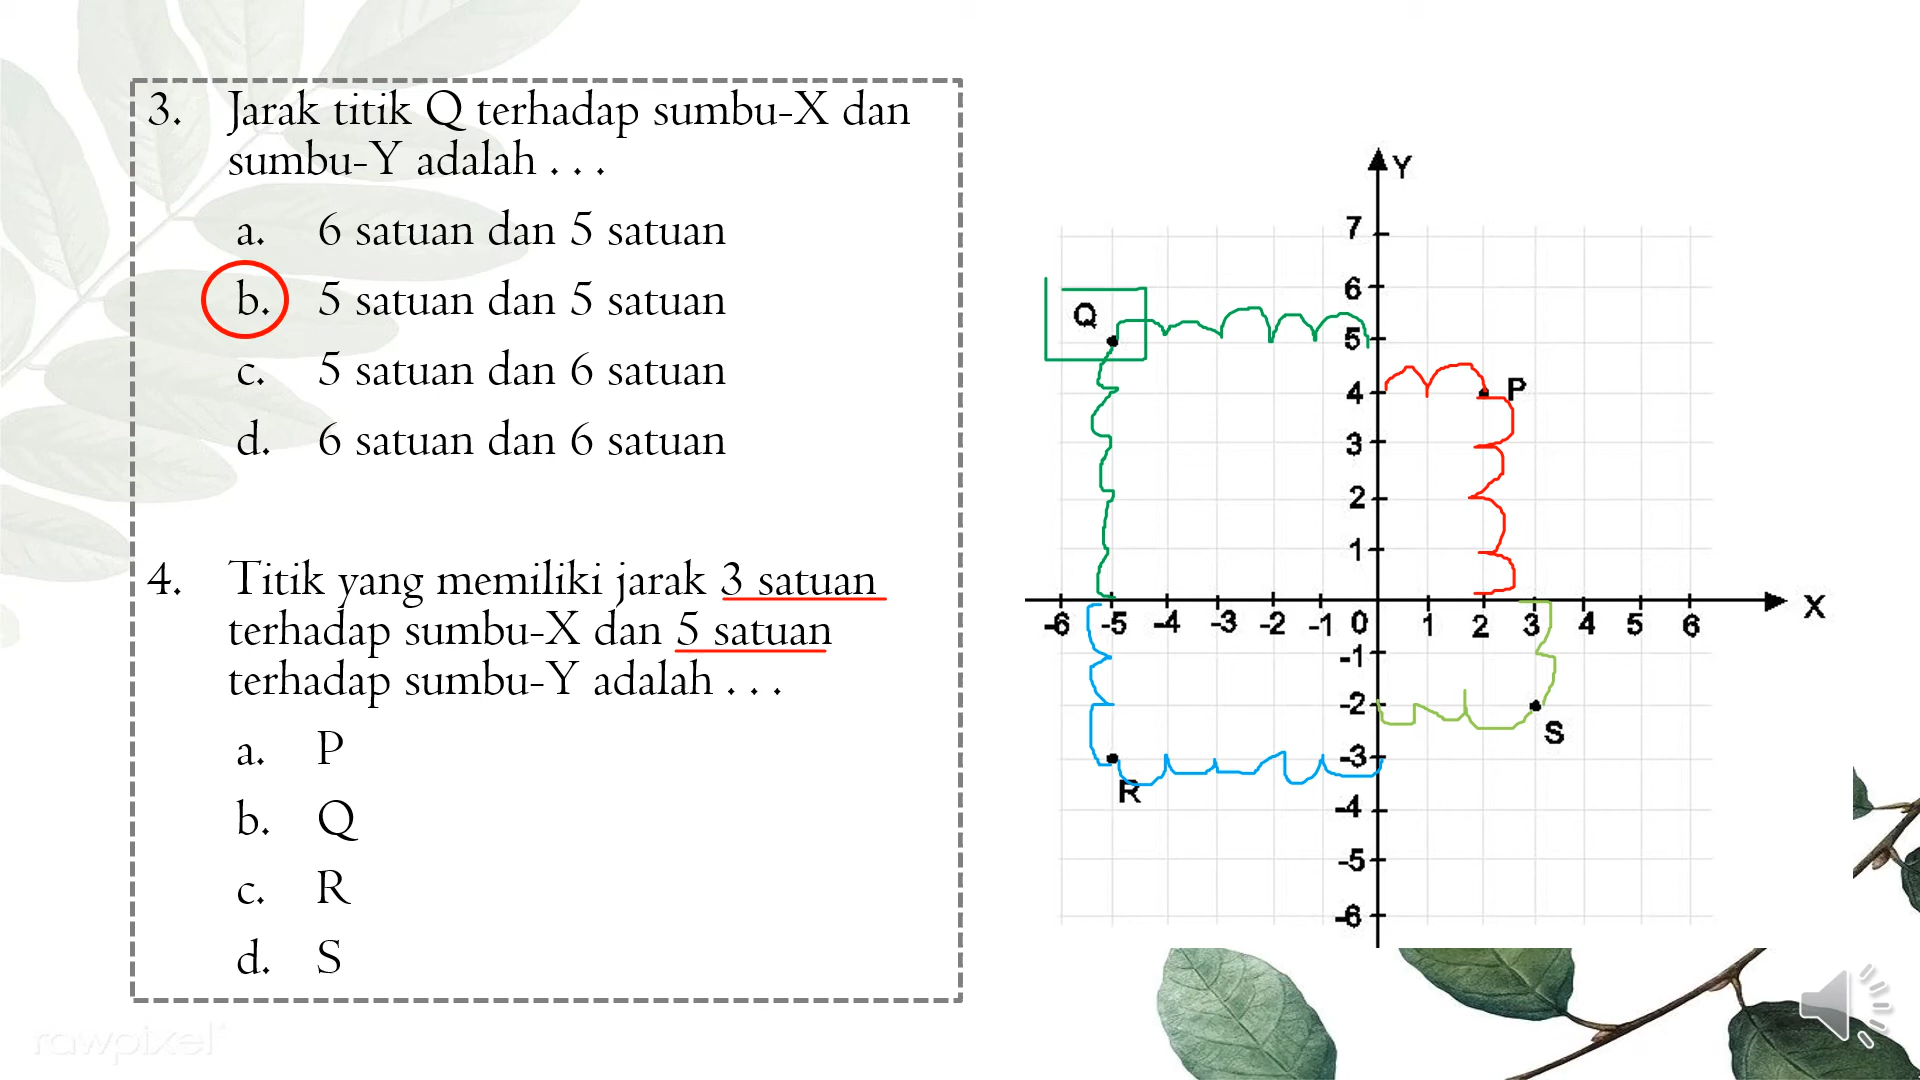 3. Jarak titik Q terhadap sumbu-X dan
sumbu-Y adalah . . .
a. 6 satuan dan 5 satuan
b. 5 satuan dan 5 satuan
c. 5 satuan dan 6 satuan
d. 6 satuan dan 6 satuan
4. Titik yang memiliki jarak 3 satuan
terhadap sumbu-X dan 5 satuan
terhadap sumbu-Y adalah . . .
a. P
b. Q
c. R
d. S
Y
7
6
Q
5
4 P
3
2
1
X
-6 -5 -4 -3 -2 -1 0 1 2 3 4 5 6
-1
-2
S
-3
R
-4
-5
-6
rawpixel